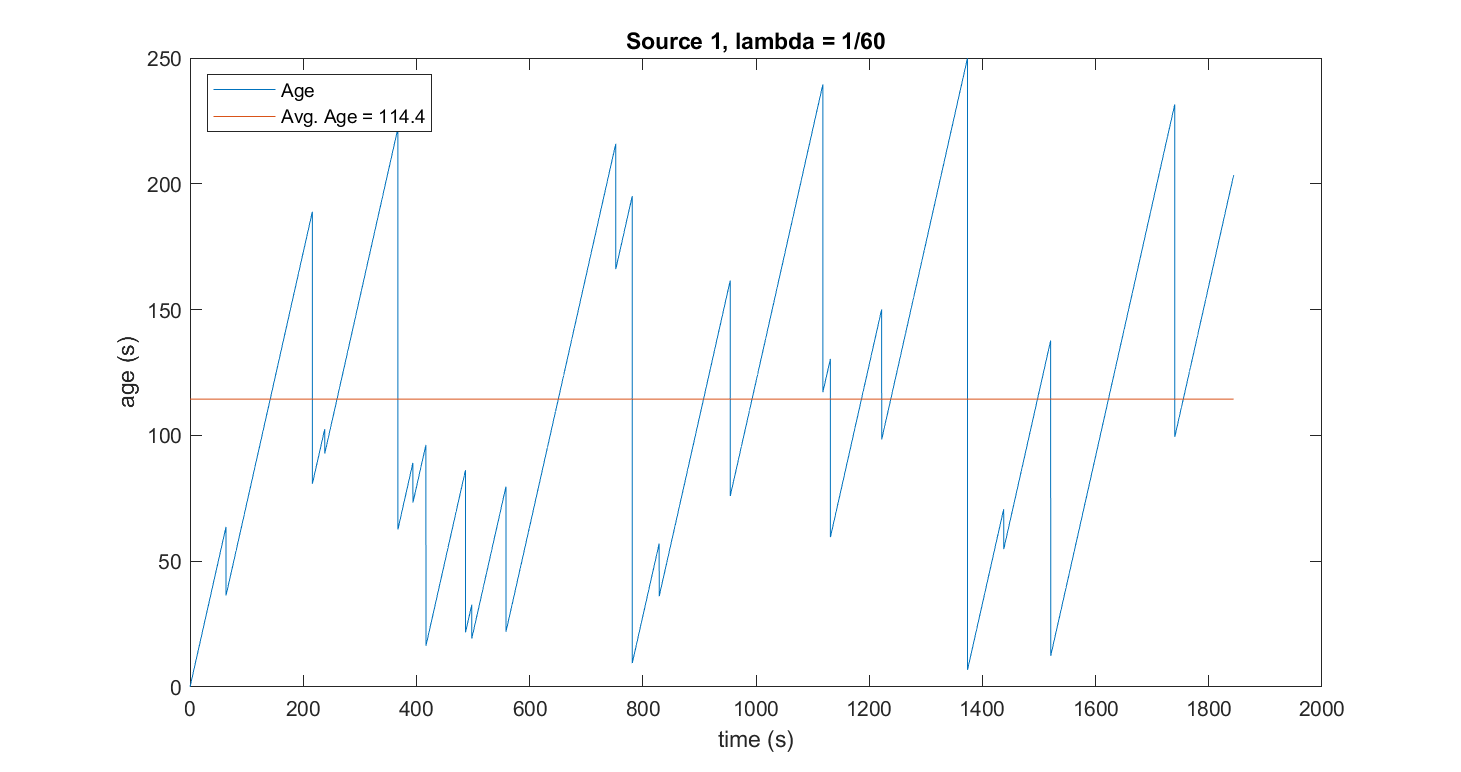 Source 1, lambda = 1/60
Age
Avg. Age = 114.4
250
200
150
100
50
0
age (s)
0 200 400 600 800 1000 1200 1400 1600 1800 2000
time (s)